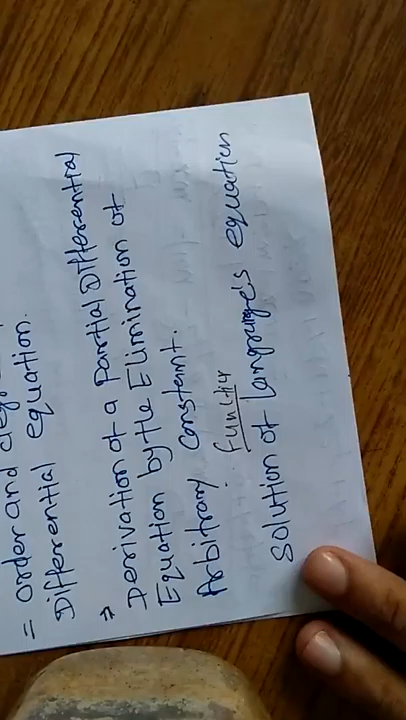 = order and deg
Differential equation.
⇒ Derivation of a Partial Differential
Equation by the Elimination of
Arbitrary Constant.
function
Solution of Langrange's equation